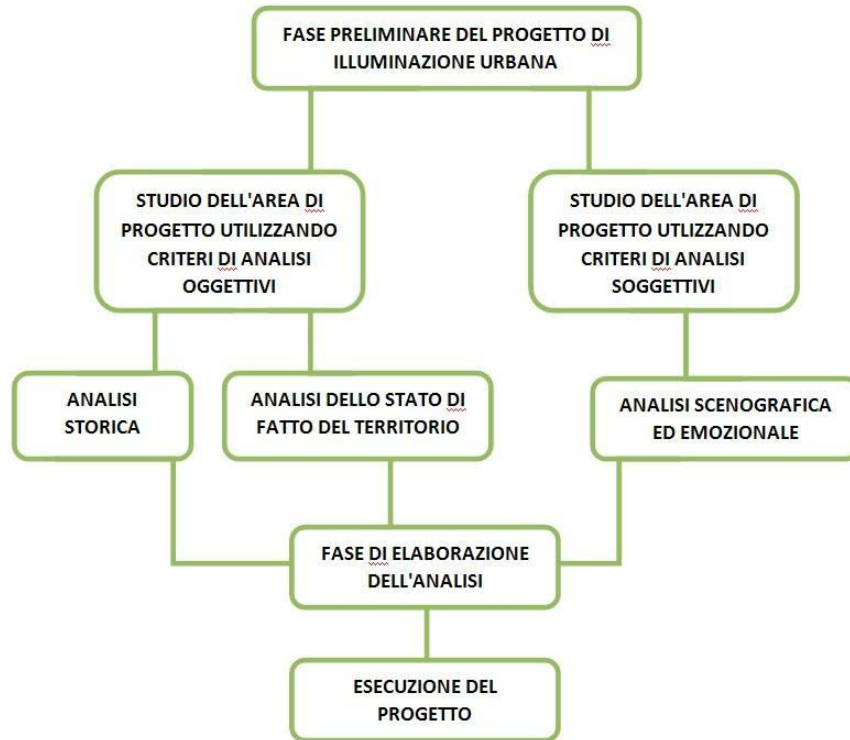 FASE PRELIMINARE DEL PROGETTO DI
ILLUMINAZIONE URBANA
STUDIO DELL'AREA DI
PROGETTO UTILIZZANDO
CRITERI DI ANALISI
OGGETTIVI
STUDIO DELL'AREA DI
PROGETTO UTLIZZANDO
CRITERI DI ANALISI
SOGGETTIVI
ANALISI
STORICA
ANALISI DELLO STATO DI
FATTO DEL TERRITORIO
ANALISI SCENOGRAFICA
ED EMOZIONALE
FASE DI ELABORAZIONE
DELL'ANALISI
ESECUZIONE DEL
PROGETTO